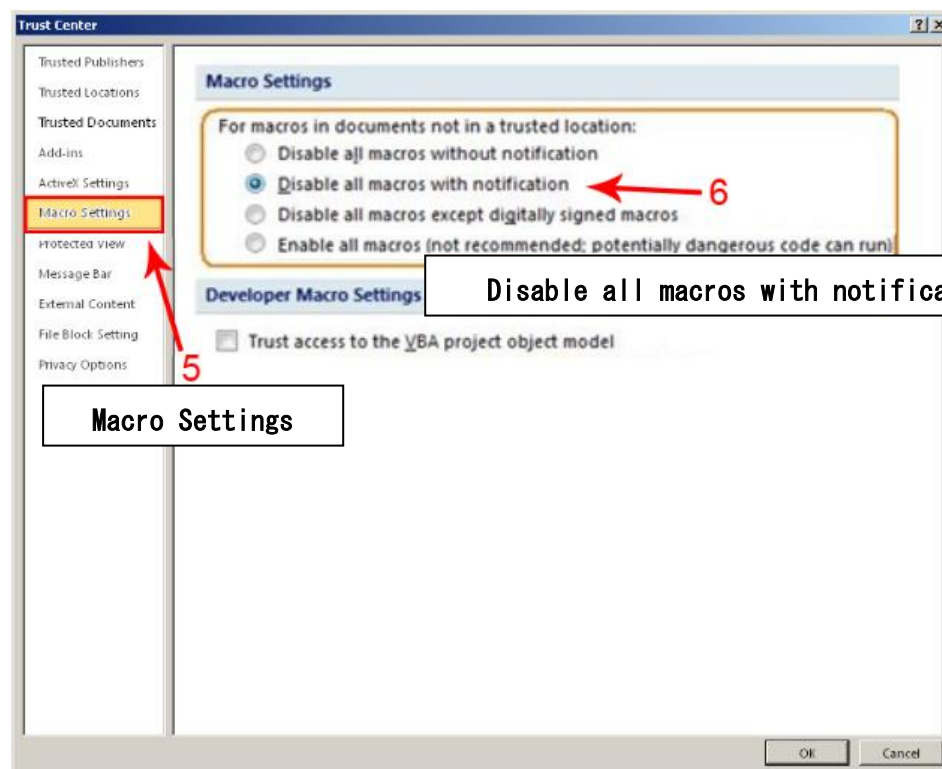 Trust Center
Trusted Publishers
Trusted Locations
Trusted Documents
Add-ins
ActiveX Settings
Macro Settings
Protected View
Message Bar
External Content
File Block Setting
Privacy Options
5
Macro Settings
Macro Settings
For macros in documents not in a trusted location:
Disable all macros without notification
Disable all macros with notification
6
Disable all macros except digitally signed macros
Enable all macros (not recommended; potentially dangerous code can run)
Disable all macros with notifica
Developer Macro Settings
Trust access to the VBA project object model
OK
Cancel